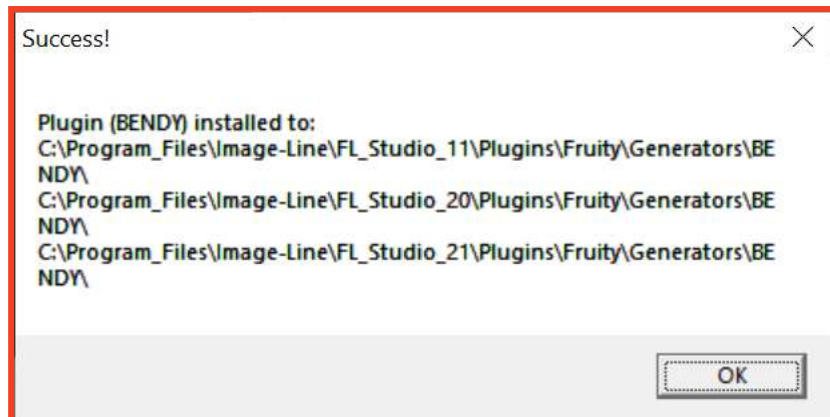 Success!
Plugin (BENDY) installed to:
C:\Program_Files\Image-Line\FL_Studio_11\Plugins\Fruity\Generators\BE
NDY\
C:\Program_Files\Image-Line\FL_Studio_20\Plugins\Fruity\Generators\BE
NDY\
C:\Program_Files\Image-Line\FL_Studio_21\Plugins\Fruity\Generators\BE
NDY\
OK